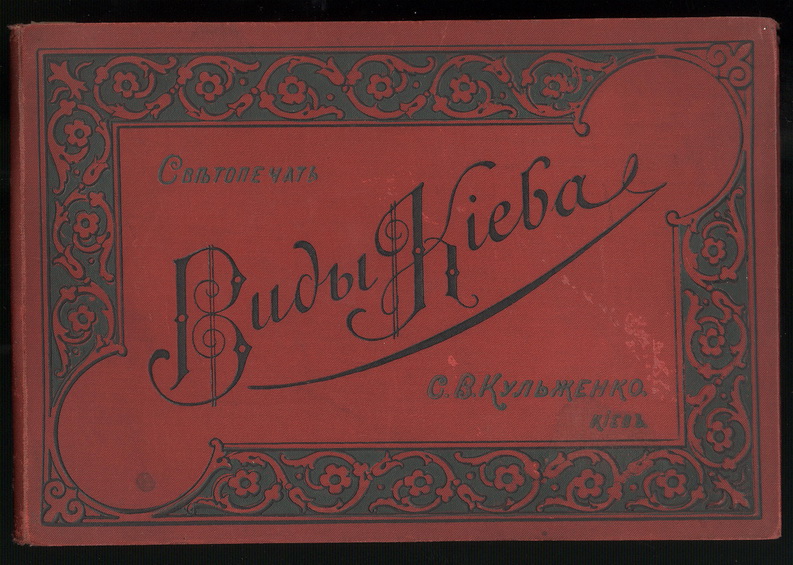 Свѣтопечать
Виды Кіева
С. В. Кульженко.
Кіевъ.